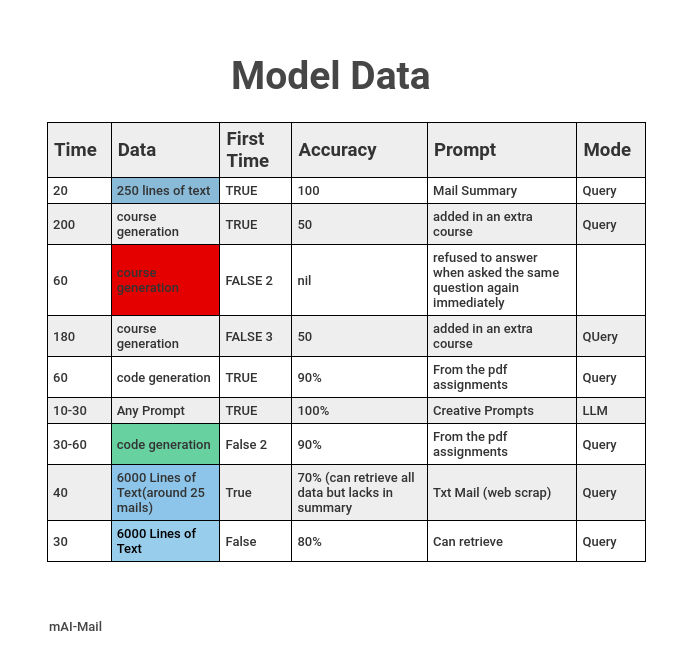 Model Data
Time Data First Time Accuracy Prompt Mode
20 250 lines of text TRUE 100 Mail Summary Query
200 course generation TRUE 50 added in an extra course Query
60 course generation FALSE 2 nil refused to answer when asked the same question again immediately
180 course generation FALSE 3 50 added in an extra course QUery
60 code generation TRUE 90% From the pdf assignments Query
10-30 Any Prompt TRUE 100% Creative Prompts LLM
30-60 code generation False 2 90% From the pdf assignments Query
40 6000 Lines of Text(around 25 mails) True 70% (can retrieve all data but lacks in summary Txt Mail (web scrap) Query
30 6000 Lines of Text False 80% Can retrieve Query
mAI-Mail